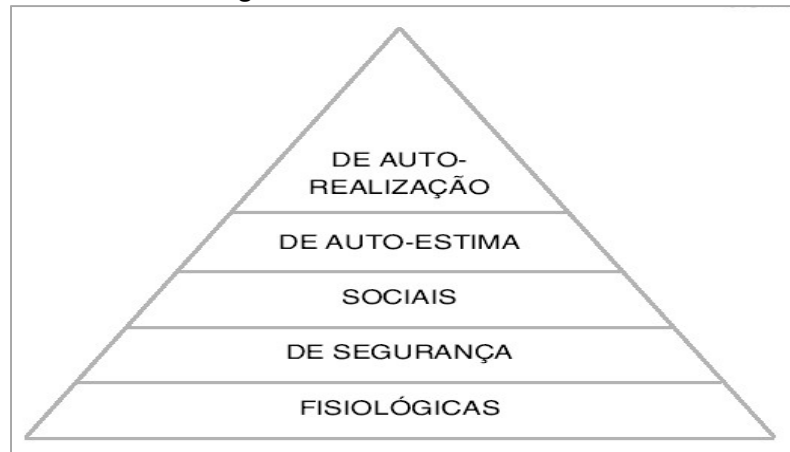 DE AUTO-
REALIZAÇÃO
DE AUTO-ESTIMA
SOCIAIS
DE SEGURANÇA
FISIOLÓGICAS